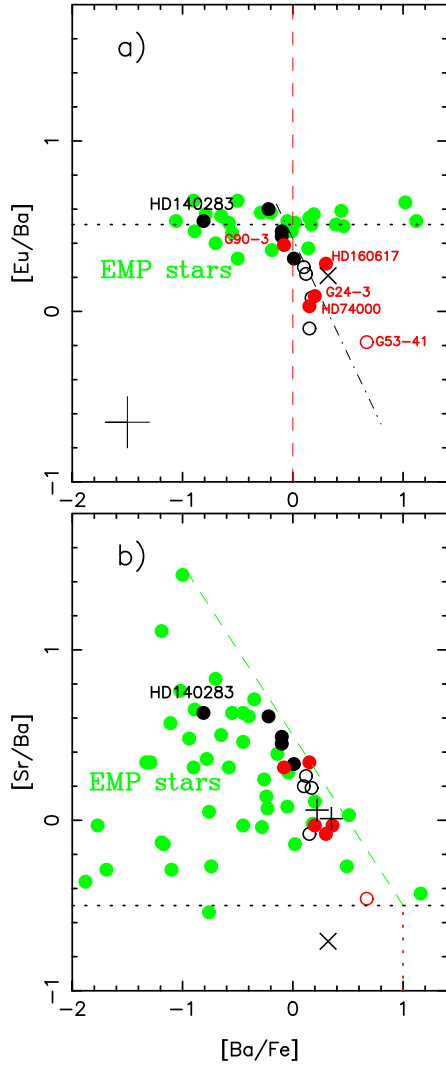 a)
1
HD140283
G90-3
HD160617
EMP stars
G24-3
HD74000
0
G53-41
[Eu/Ba]
-1
-2 -1 0 1
b)
1
HD140283
[Sr/Ba]
EMP stars
0
-1
-2 -1 0 1
[Ba/Fe]